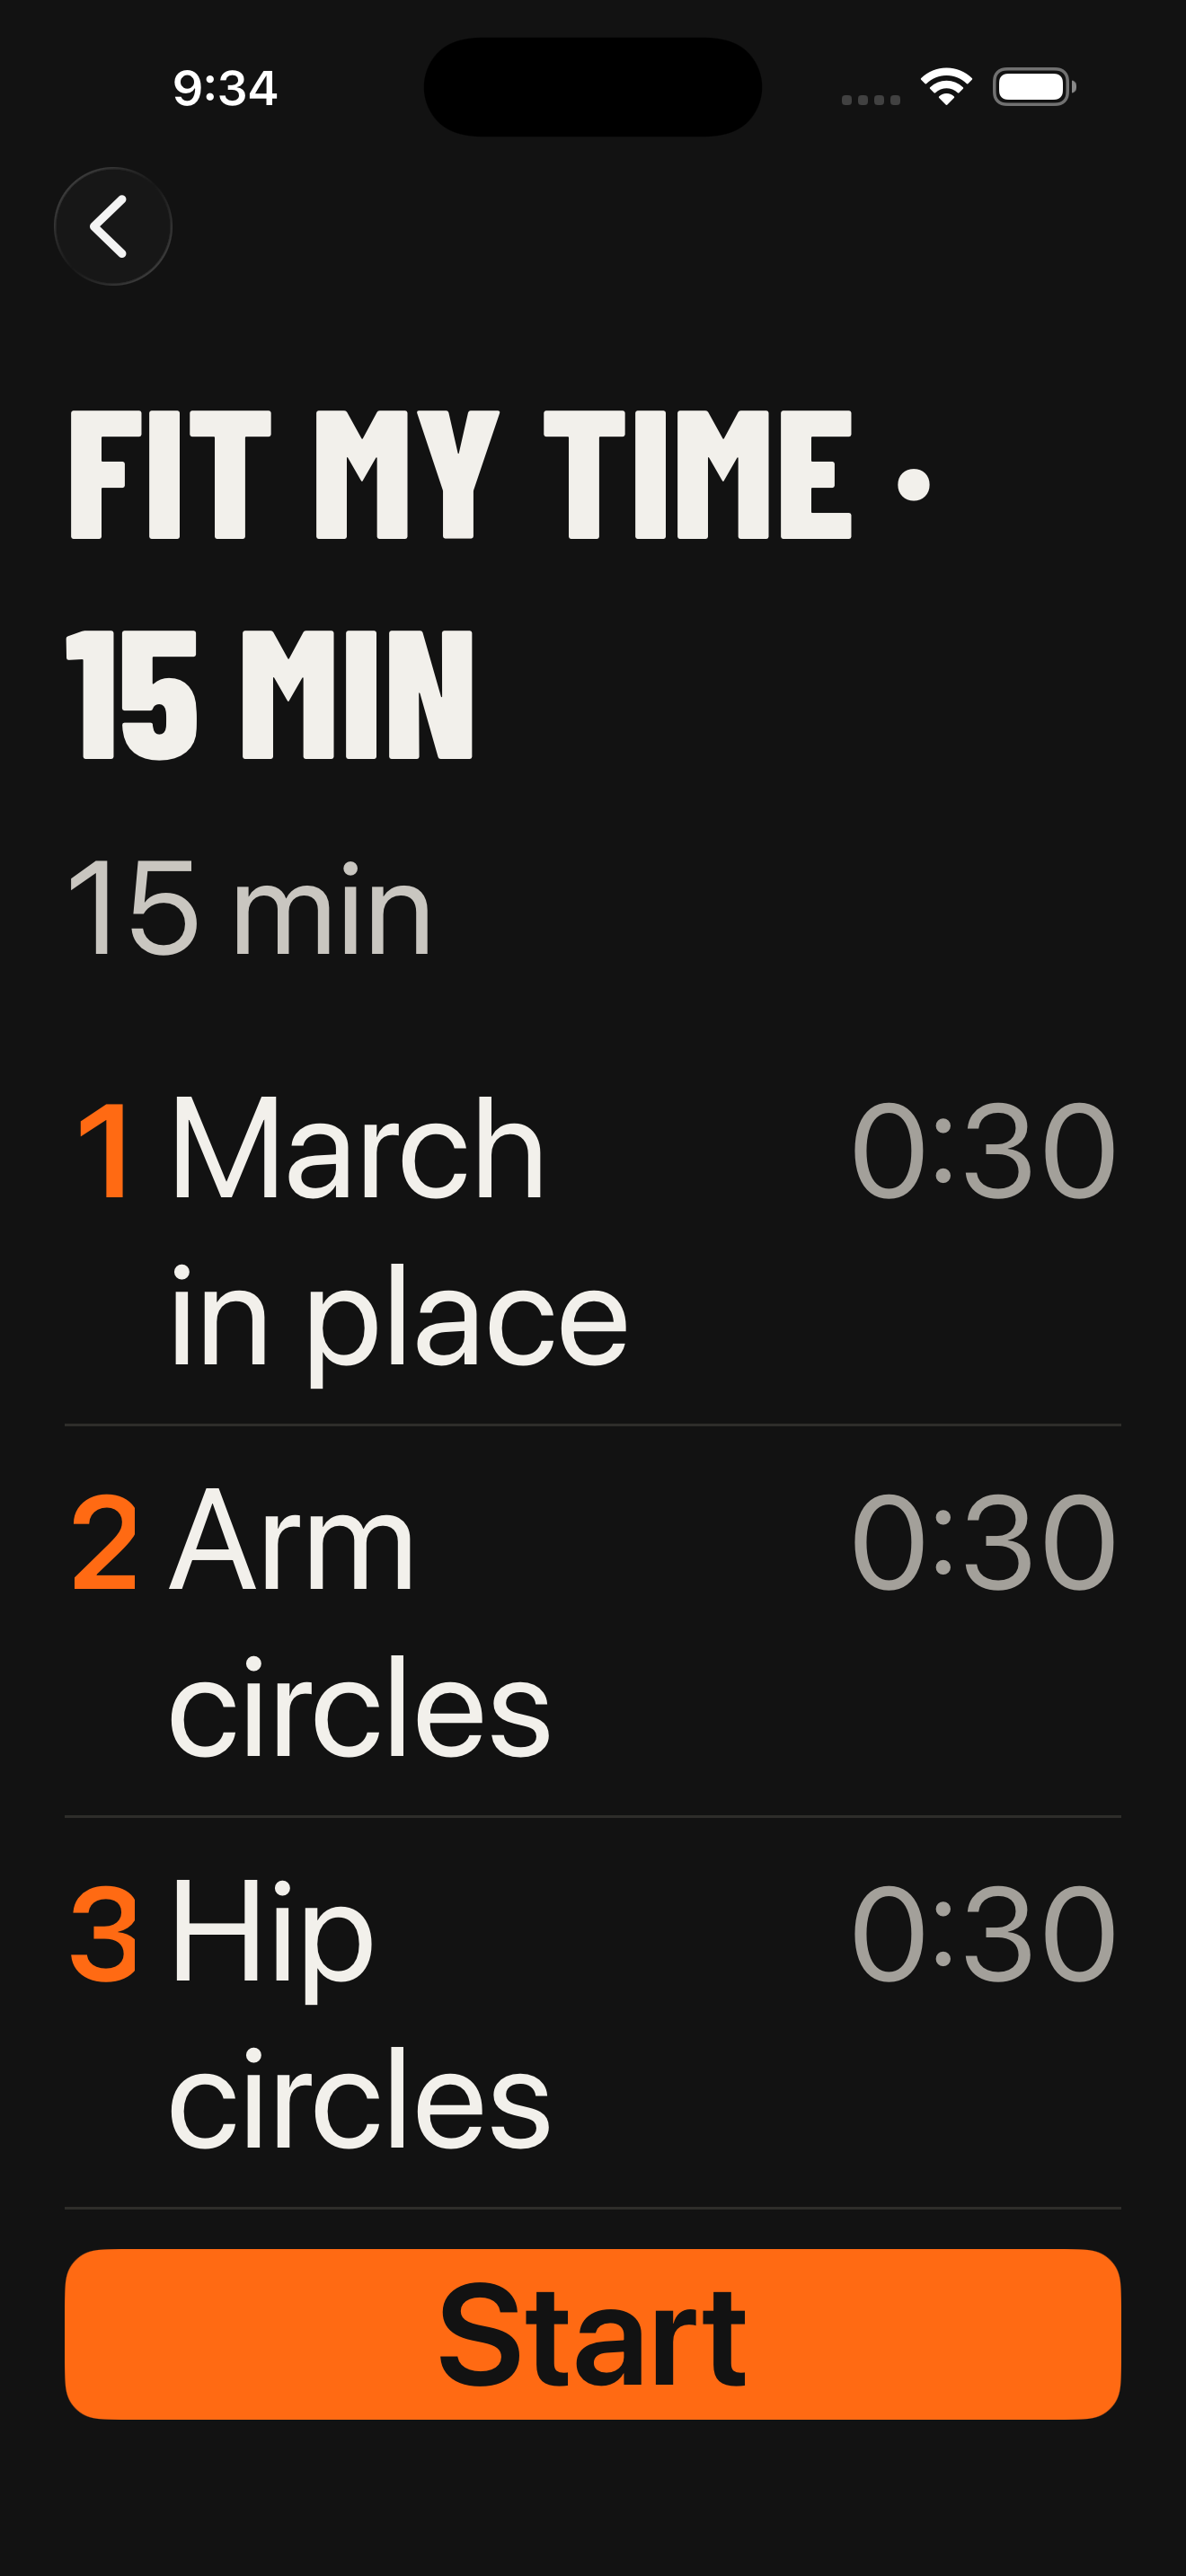 9:34
FIT MY TIME •
15 MIN
15 min
1 March 0:30
in place
2 Arm 0:30
circles
3 Hip 0:30
circles
Start